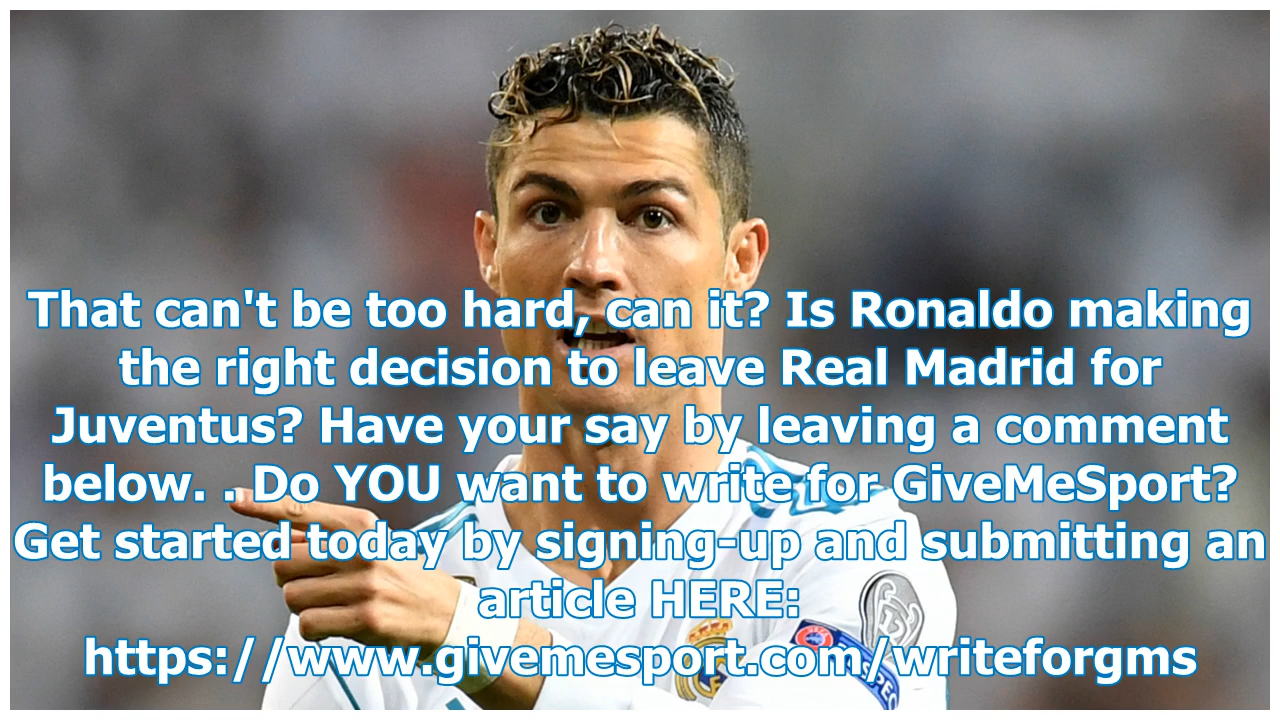 That can't be too hard, can it? Is Ronaldo making
the right decision to leave Real Madrid for
Juventus? Have your say by leaving a comment
below. . Do YOU want to write for GiveMeSport?
Get started today by signing-up and submitting an
article HERE:
https://www.givemesport.com/writeforgms